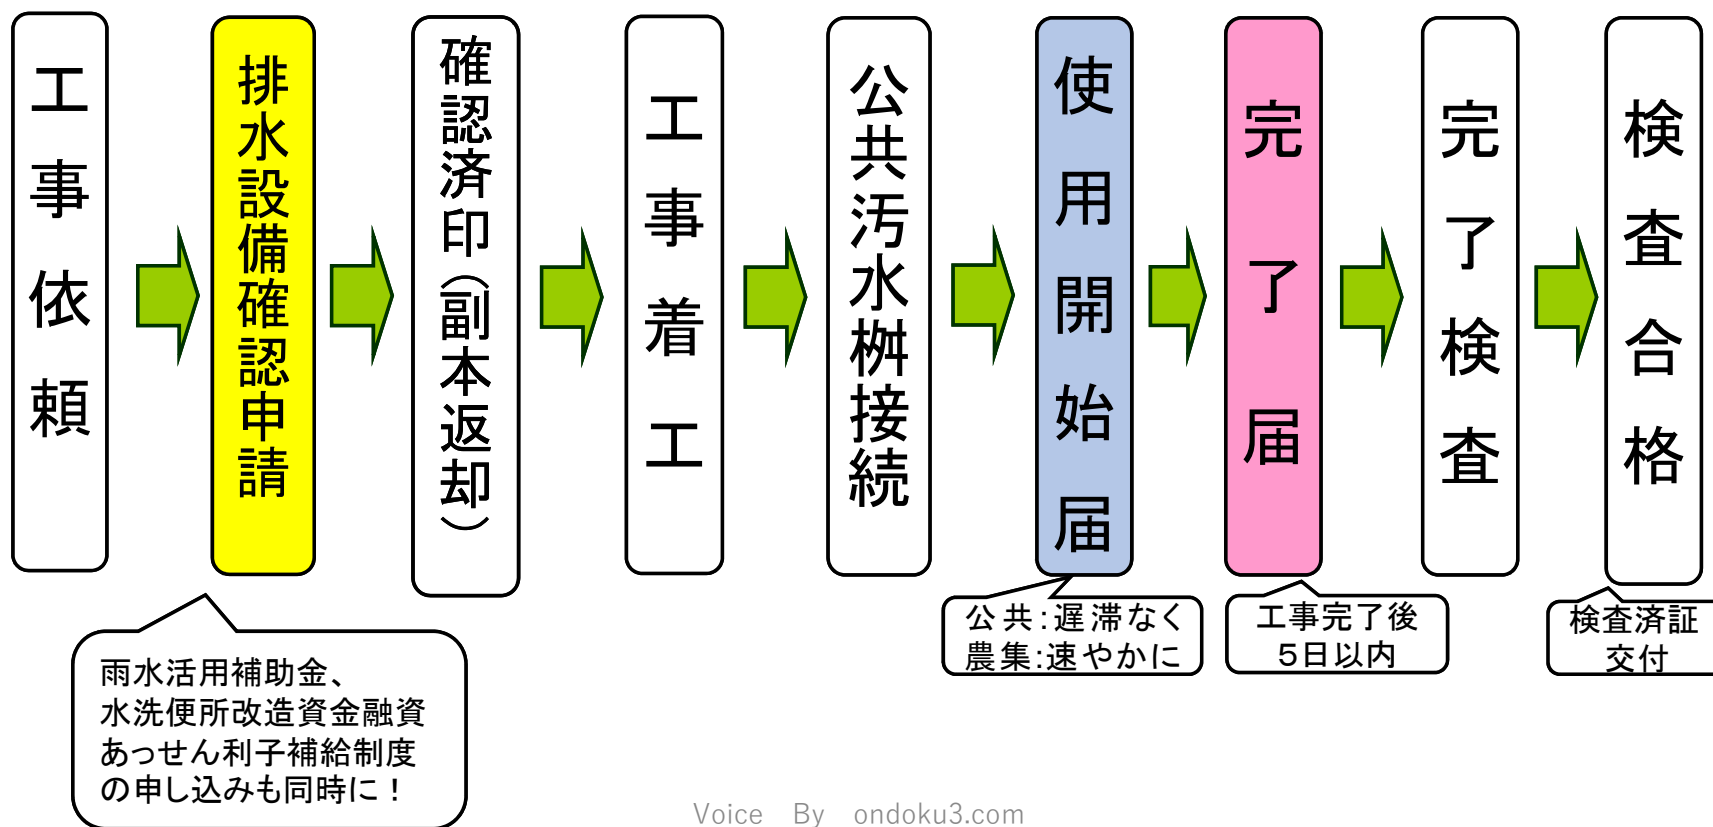 工事依頼
排水設備確認申請
確認済印(副本返却)
工事着工
公共汚水桝接続
使用開始届
完了届
完了検査
検査合格
雨水活用補助金、
水洗便所改造資金融資
あっせん利子補給制度
の申し込みも同時に！
公共:遅滞なく
農集:速やかに
工事完了後
5日以内
検査済証
交付
Voice By ondoku3.com